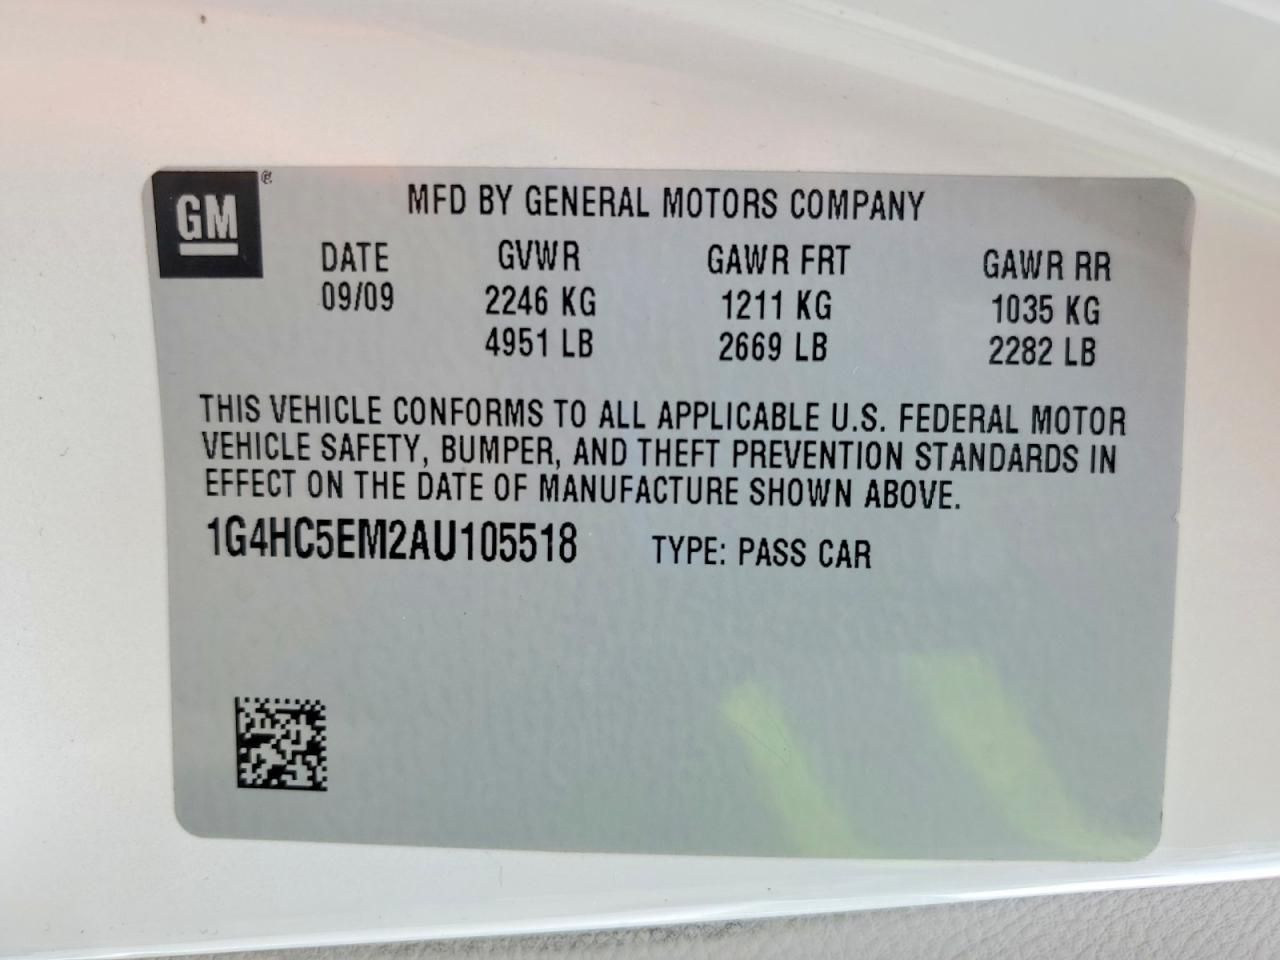 GM ®
MFD BY GENERAL MOTORS COMPANY
DATE GVWR GAWR FRT GAWR RR
09/09 2246 KG 1211 KG 1035 KG
4951 LB 2669 LB 2282 LB
THIS VEHICLE CONFORMS TO ALL APPLICABLE U.S. FEDERAL MOTOR
VEHICLE SAFETY, BUMPER, AND THEFT PREVENTION STANDARDS IN
EFFECT ON THE DATE OF MANUFACTURE SHOWN ABOVE.
1G4HC5EM2AU105518 TYPE: PASS CAR